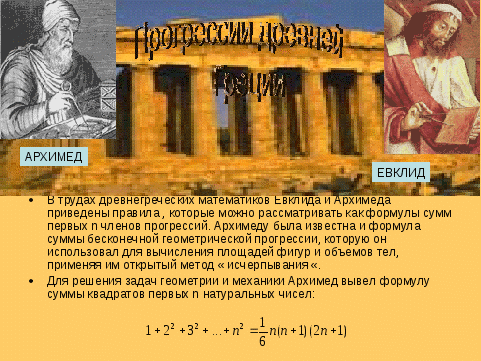 Прогрессии древней
Греции
АРХИМЕД
ЕВКЛИД
• В трудах древнегреческих математиков Евклида и Архимеда
приведены правила , которые можно рассматривать как формулы сумм
первых n членов прогрессий. Архимеду была известна и формула
суммы бесконечной геометрической прогрессии, которую он
использовал для вычисления площадей фигур и объемов тел,
применяя им открытый метод « исчерпывания«.
• Для решения задач геометрии и механики Архимед вывел формулу
суммы квадратов первых n натуральных чисел:
1 + 2² + 3² + ... + n² = 1/6 n(n + 1)(2n + 1)